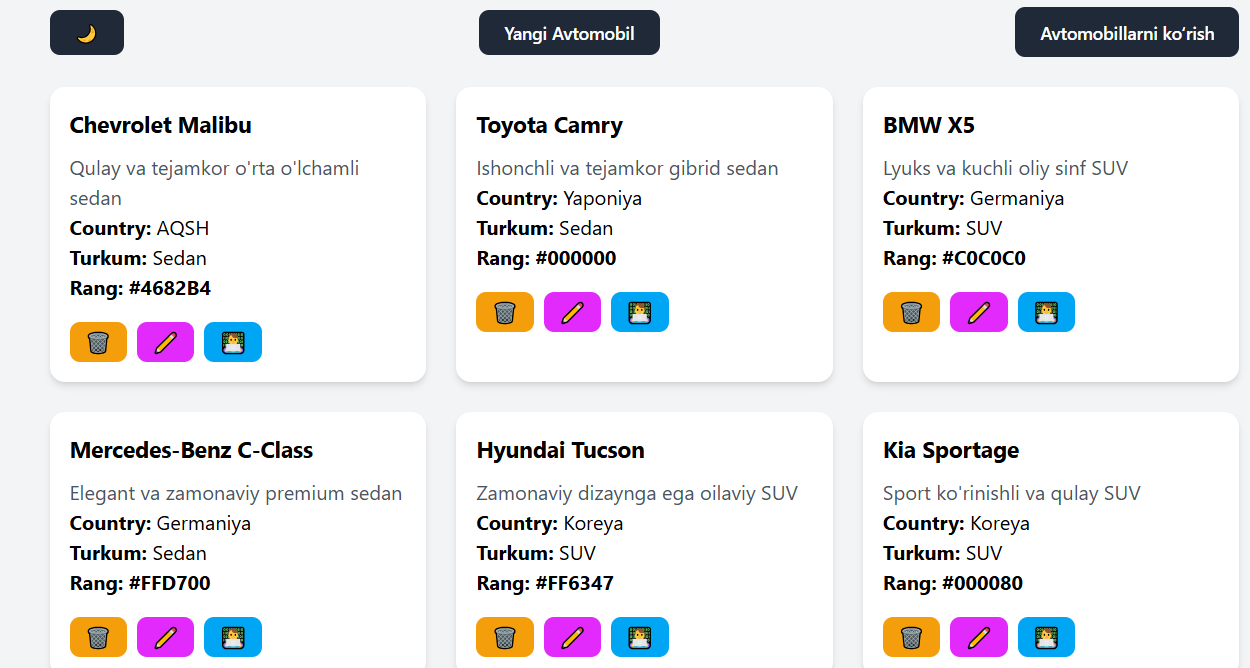 Yangi Avtomobil
Avtomobillarni ko‘rish
Chevrolet Malibu
Qulay va tejamkor o'rta o'lchamli
sedan
Country: AQSH
Turkum: Sedan
Rang: #4682B4
Toyota Camry
Ishonchli va tejamkor gibrid sedan
Country: Yaponiya
Turkum: Sedan
Rang: #000000
BMW X5
Lyuks va kuchli oliy sinf SUV
Country: Germaniya
Turkum: SUV
Rang: #C0C0C0
Mercedes-Benz C-Class
Elegant va zamonaviy premium sedan
Country: Germaniya
Turkum: Sedan
Rang: #FFD700
Hyundai Tucson
Zamonaviy dizaynga ega oilaviy SUV
Country: Koreya
Turkum: SUV
Rang: #FF6347
Kia Sportage
Sport ko'rinishli va qulay SUV
Country: Koreya
Turkum: SUV
Rang: #000080